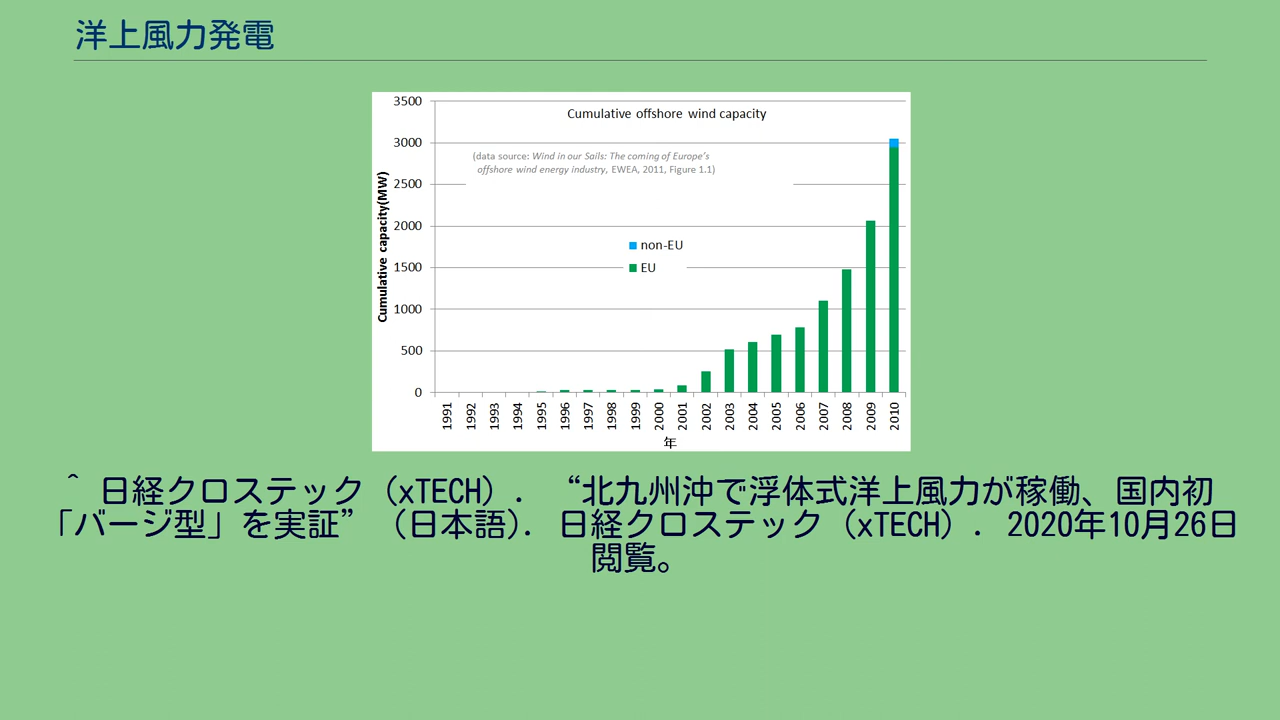 洋上風力発電
Cumulative offshore wind capacity
(data source: Wind in our Sails: The coming of Europe's
offshore wind energy industry, EWEA, 2011, Figure 1.1)
Cumulative capacity(MW)
3500
3000
2500
2000
1500
1000
500
0
non-EU
EU
1991 1992 1993 1994 1995 1996 1997 1998 1999 2000 2001 2002 2003 2004 2005 2006 2007 2008 2009 2010
年
^ 日経クロステック（xTECH）. “北九州沖で浮体式洋上風力が稼働、国内初
「バージ型」を実証” （日本語). 日経クロステック（xTECH）. 2020年10月26日
閲覧。